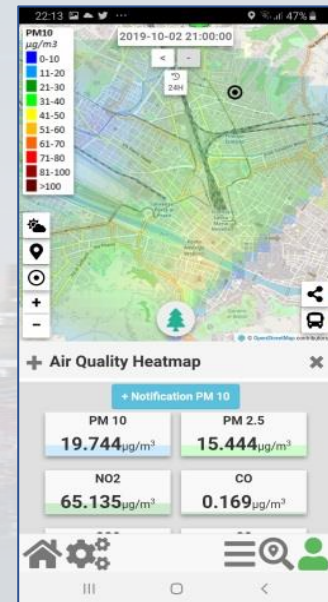 22:13 ... 47%
PM10
µg/m3
0-10
11-20
21-30
31-40
41-50
51-60
61-70
71-80
81-100
>100
2019-10-02 21:00:00
< -
24H
+
-
© OpenStreetMap contributors
+ Air Quality Heatmap ×
+ Notification PM 10
PM 10
19.744µg/m³
PM 2.5
15.444µg/m³
NO2
65.135µg/m³
CO
0.169µg/m³